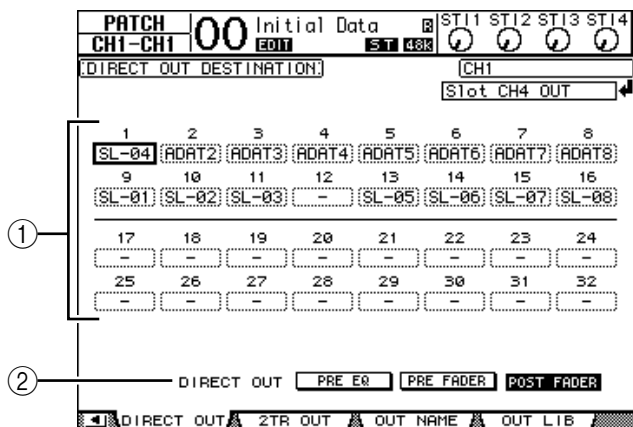 PATCH
CH1-CH1
00 Initial Data R
EDIT ST 48K
STI1 STI2 STI3 STI4
DIRECT OUT DESTINATION
CH1
Slot CH4 OUT
①
1 2 3 4 5 6 7 8
SL-04 ADAT2 ADAT3 ADAT4 ADAT5 ADAT6 ADAT7 ADAT8
9 10 11 12 13 14 15 16
SL-01 SL-02 SL-03 - SL-05 SL-06 SL-07 SL-08
17 18 19 20 21 22 23 24
- - - - - - - -
25 26 27 28 29 30 31 32
- - - - - - - -
②
DIRECT OUT PRE EQ PRE FADER POST FADER
DIRECT OUT 2TR OUT OUT NAME OUT LIB